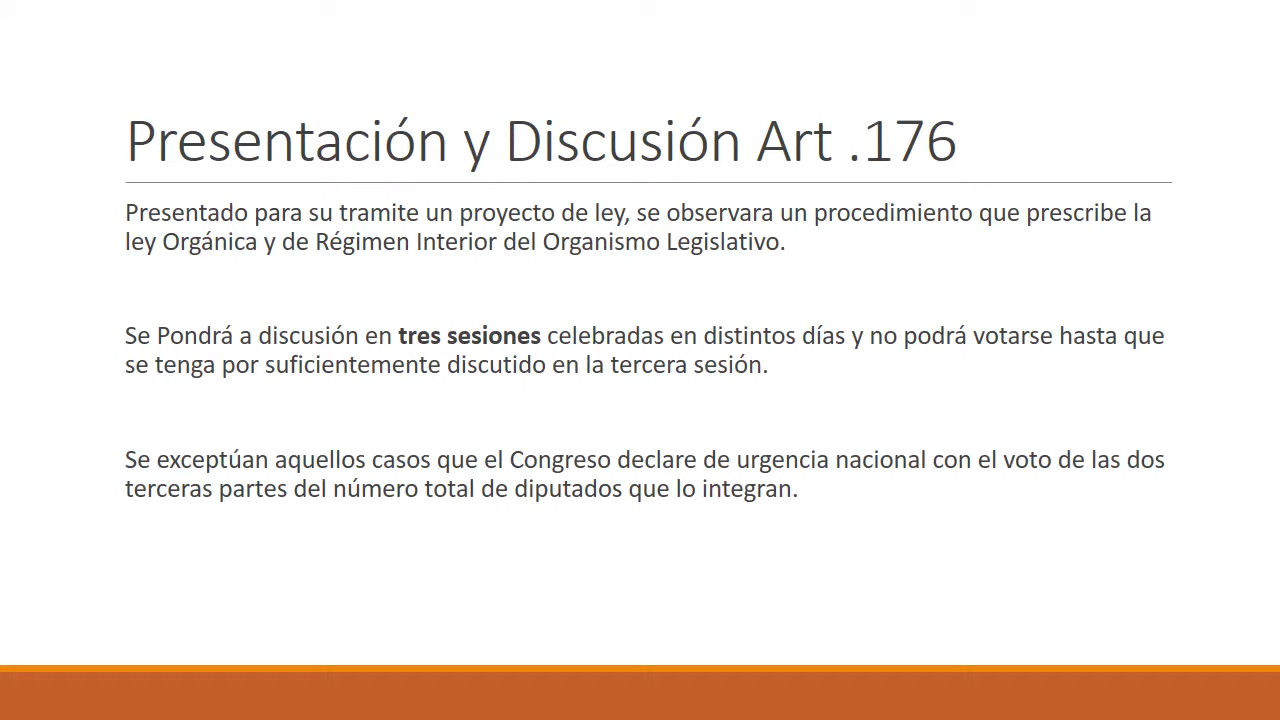 Presentación y Discusión Art .176
Presentado para su tramite un proyecto de ley, se observara un procedimiento que prescribe la
ley Orgánica y de Régimen Interior del Organismo Legislativo.
Se Pondrá a discusión en tres sesiones celebradas en distintos días y no podrá votarse hasta que
se tenga por suficientemente discutido en la tercera sesión.
Se exceptúan aquellos casos que el Congreso declare de urgencia nacional con el voto de las dos
terceras partes del número total de diputados que lo integran.